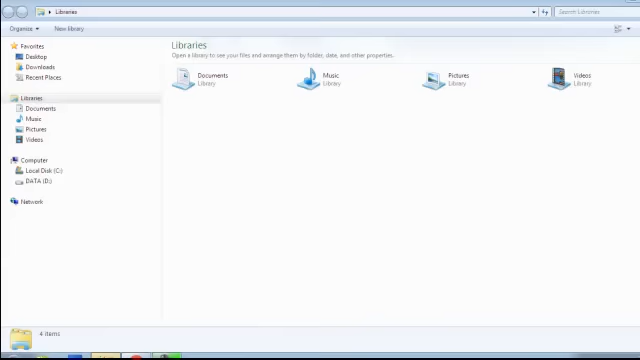 Libraries
Search Libraries
Organize
New library
Favorites
Desktop
Downloads
Recent Places
Libraries
Documents
Music
Pictures
Videos
Computer
Local Disk (C:)
DATA (D:)
Network
Libraries
Open a library to see your files and arrange them by folder, date, and other properties.
Documents
Library
Music
Library
Pictures
Library
Videos
Library
4 items